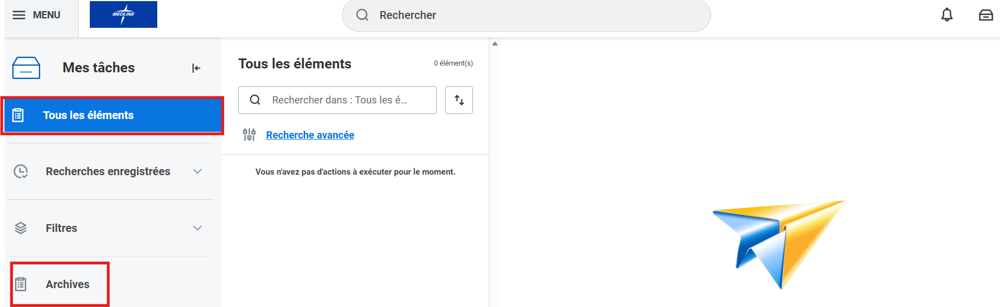 MENU
MEDLINE
Rechercher
Mes tâches
Tous les éléments
Recherches enregistrées
Filtres
Archives
Tous les éléments
0 élément(s)
Rechercher dans : Tous les é...
Recherche avancée
Vous n'avez pas d'actions à exécuter pour le moment.